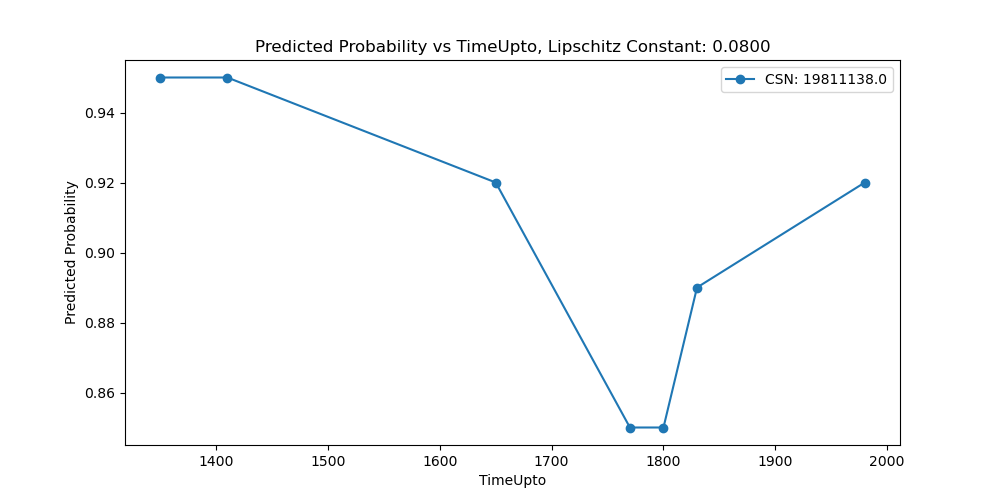 Predicted Probability vs TimeUpto, Lipschitz Constant: 0.0800
CSN: 19811138.0
Predicted Probability
0.94
0.92
0.90
0.88
0.86
1400 1500 1600 1700 1800 1900 2000
TimeUpto